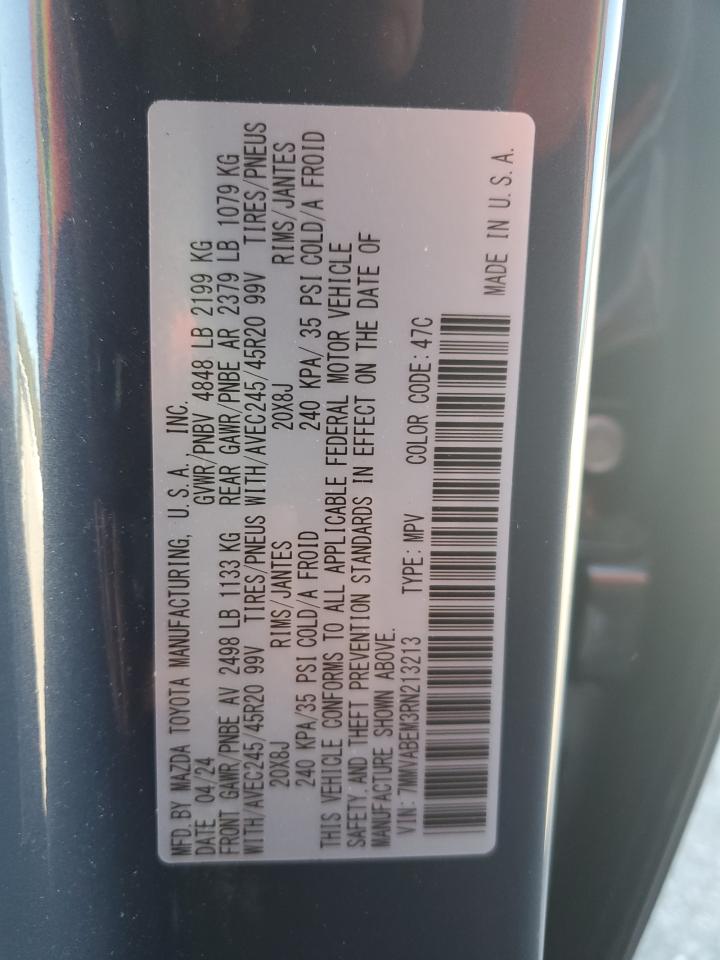 MFD. BY MAZDA TOYOTA MANUFACTURING, U.S.A., INC.
DATE 04/24 GVWR/PNBV 4848 LB 2199 KG
FRONT GAWR/PNBE AV 2498 LB 1133 KG REAR GAWR/PNBE AR 2379 LB 1079 KG
WITH/AVEC245/45R20 99V TIRES/PNEUS WITH/AVEC245/45R20 99V TIRES/PNEUS
20X8J RIMS/JANTES 20X8J RIMS/JANTES
240 KPA/35 PSI COLD/A FROID 240 KPA/ 35 PSI COLD/A FROID
THIS VEHICLE CONFORMS TO ALL APPLICABLE FEDERAL MOTOR VEHICLE
SAFETY AND THEFT PREVENTION STANDARDS IN EFFECT ON THE DATE OF
MANUFACTURE SHOWN ABOVE.
VIN: 7MMVABEM3RN213213 TYPE: MPV COLOR CODE: 47C
MADE IN U.S.A.